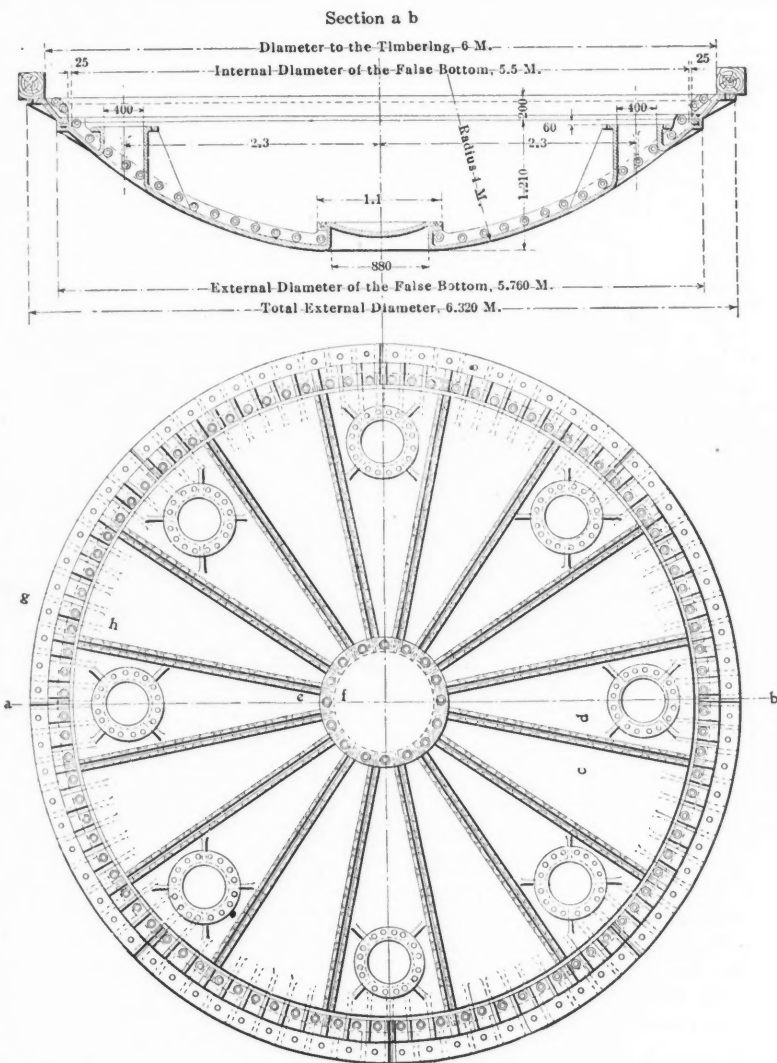 Section a b
Diameter to the Timbering, 6 M.
25
Internal Diameter of the False Bottom, 5.5 M.
25
400
200
60
400
2.3
2.3
Radius 4 M.
1.210
1.1
880
External Diameter of the False Bottom, 5.760 M.
Total External Diameter, 6.320 M.
g
h
a
e
f
d
b
c